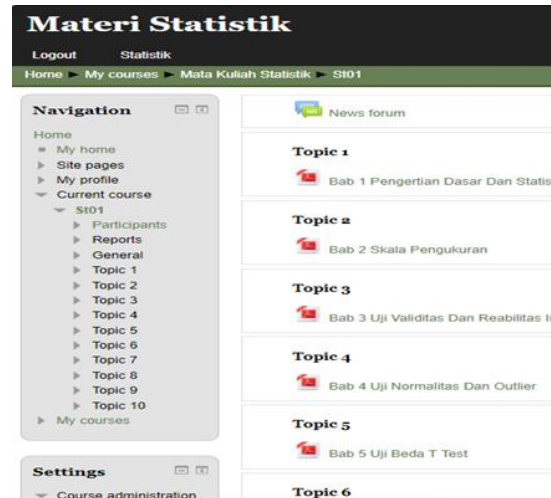 Materi Statistik
Logout Statistik
Home ► My courses ► Mata Kuliah Statistik ► St01
Navigation
Home
My home
Site pages
My profile
Current course
St01
Participants
Reports
General
Topic 1
Topic 2
Topic 3
Topic 4
Topic 5
Topic 6
Topic 7
Topic 8
Topic 9
Topic 10
My courses
Settings
Course administration
News forum
Topic 1
Bab 1 Pengertian Dasar Dan Statis
Topic 2
Bab 2 Skala Pengukuran
Topic 3
Bab 3 Uji Validitas Dan Reabilitas I
Topic 4
Bab 4 Uji Normalitas Dan Outlier
Topic 5
Bab 5 Uji Beda T Test
Topic 6